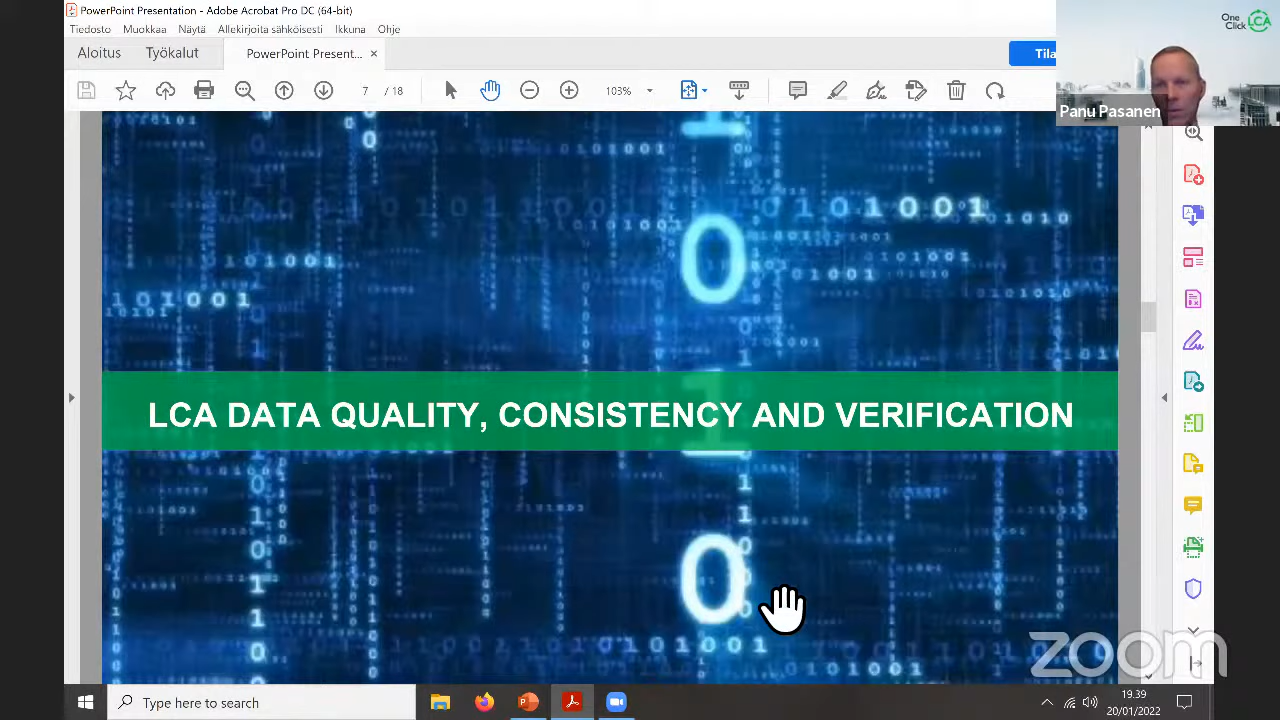 PowerPoint Presentation - Adobe Acrobat Pro DC (64-bit)
Tiedosto Muokkaa Näytä Allekirjoita sähköisesti Ikkuna Ohje
Aloitus Työkalut PowerPoint Present... ×
7 / 18
103%
One Click LCA
Panu Pasanen
LCA DATA QUALITY, CONSISTENCY AND VERIFICATION
zoom
Type here to search
19.39
20/01/2022